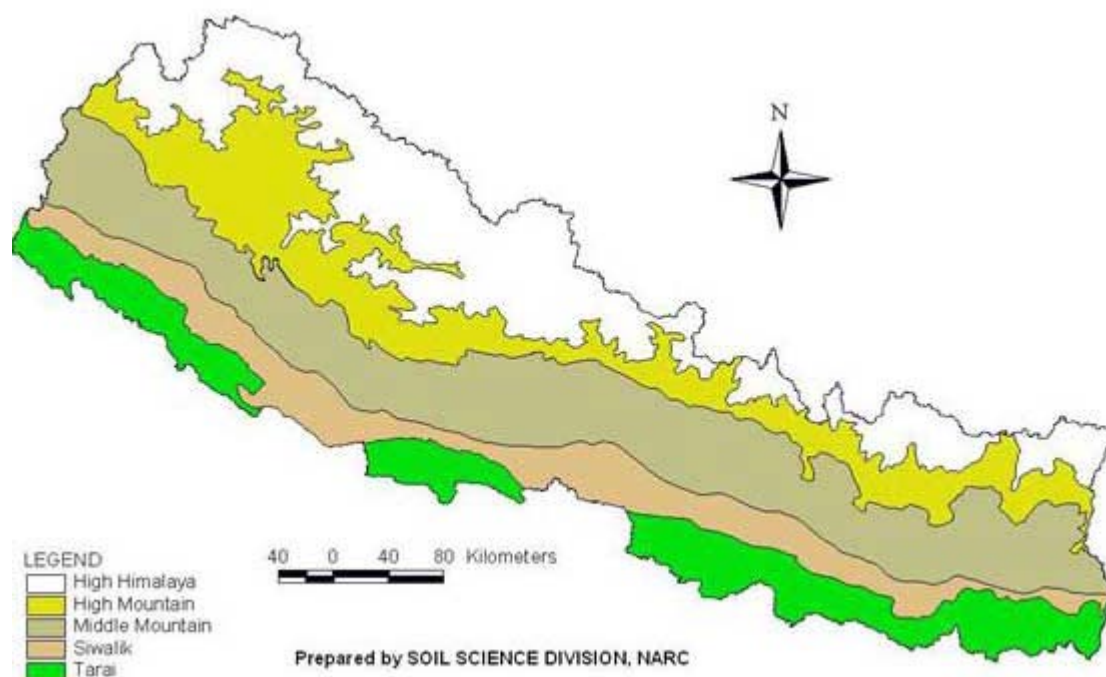 N
LEGEND
High Himalaya
High Mountain
Middle Mountain
Siwalik
Tarai
40 0 40 80 Kilometers
Prepared by SOIL SCIENCE DIVISION, NARC